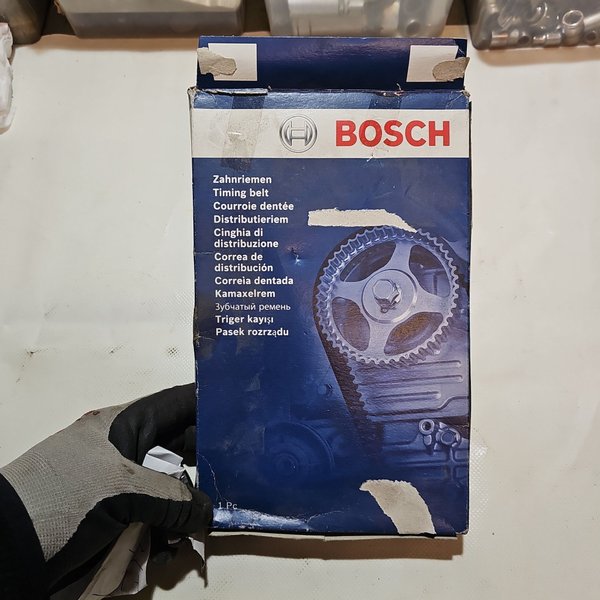 BOSCH
Zahnriemen
Timing belt
Courroie dentée
Distributieriem
Cinghia di
distribuzione
Correa de
distribución
Correia dentada
Kamaxelrem
Зубчатый ремень
Triger kayışı
Pasek rozrządu
1 Pc